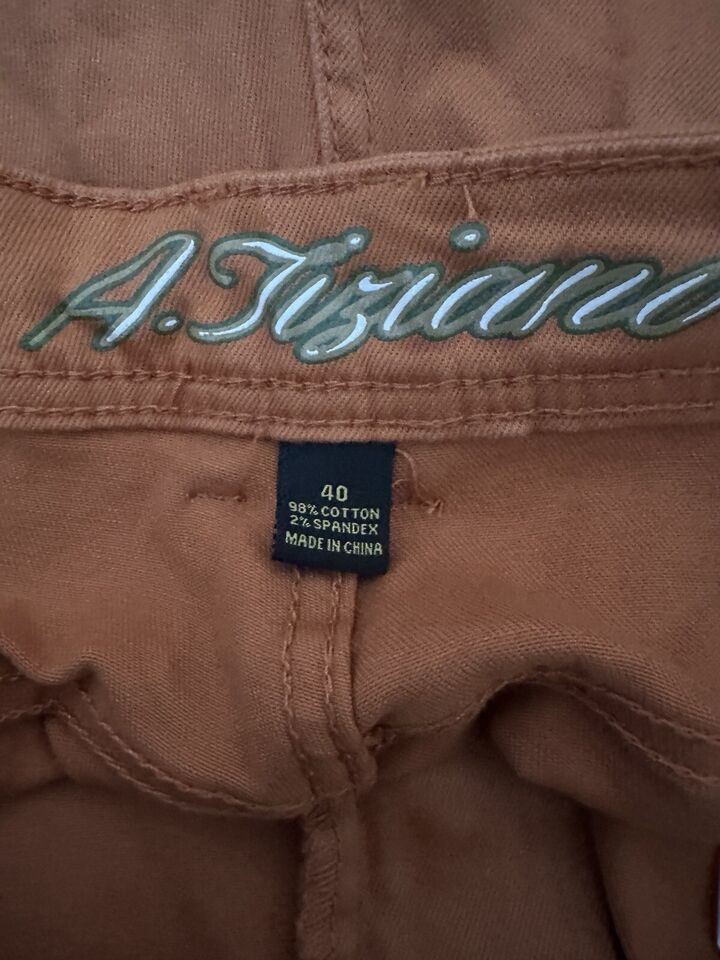 A.Tiziano
40
98% COTTON
2% SPANDEX
MADE IN CHINA